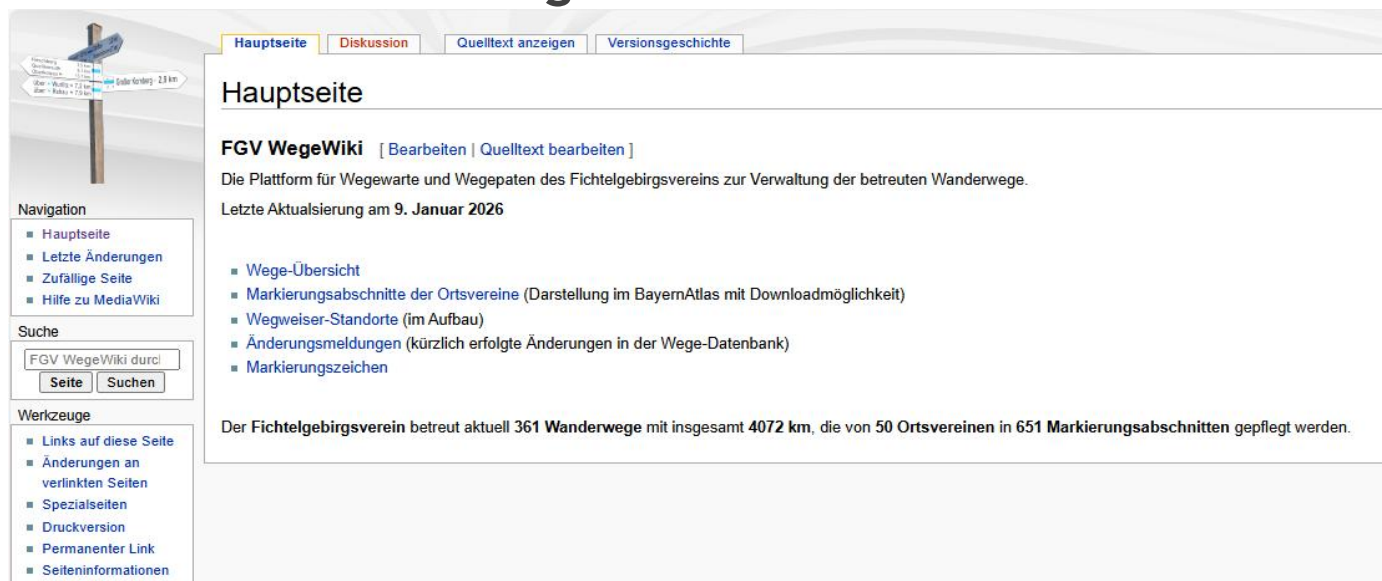 Großer Kornberg - 2,9 km
Hauptseite
Diskussion
Quelltext anzeigen
Versionsgeschichte
Hauptseite
FGV WegeWiki [ Bearbeiten | Quelltext bearbeiten ]
Die Plattform für Wegewarte und Wegepaten des Fichtelgebirgsvereins zur Verwaltung der betreuten Wanderwege.
Letzte Aktualsierung am 9. Januar 2026
Wege-Übersicht
Markierungsabschnitte der Ortsvereine (Darstellung im BayernAtlas mit Downloadmöglichkeit)
Wegweiser-Standorte (im Aufbau)
Änderungsmeldungen (kürzlich erfolgte Änderungen in der Wege-Datenbank)
Markierungszeichen
Der Fichtelgebirgsverein betreut aktuell 361 Wanderwege mit insgesamt 4072 km, die von 50 Ortsvereinen in 651 Markierungsabschnitten gepflegt werden.
Navigation
Hauptseite
Letzte Änderungen
Zufällige Seite
Hilfe zu MediaWiki
Suche
FGV WegeWiki durc
Seite
Suchen
Werkzeuge
Links auf diese Seite
Änderungen an
verlinkten Seiten
Spezialseiten
Druckversion
Permanenter Link
Seiteninformationen